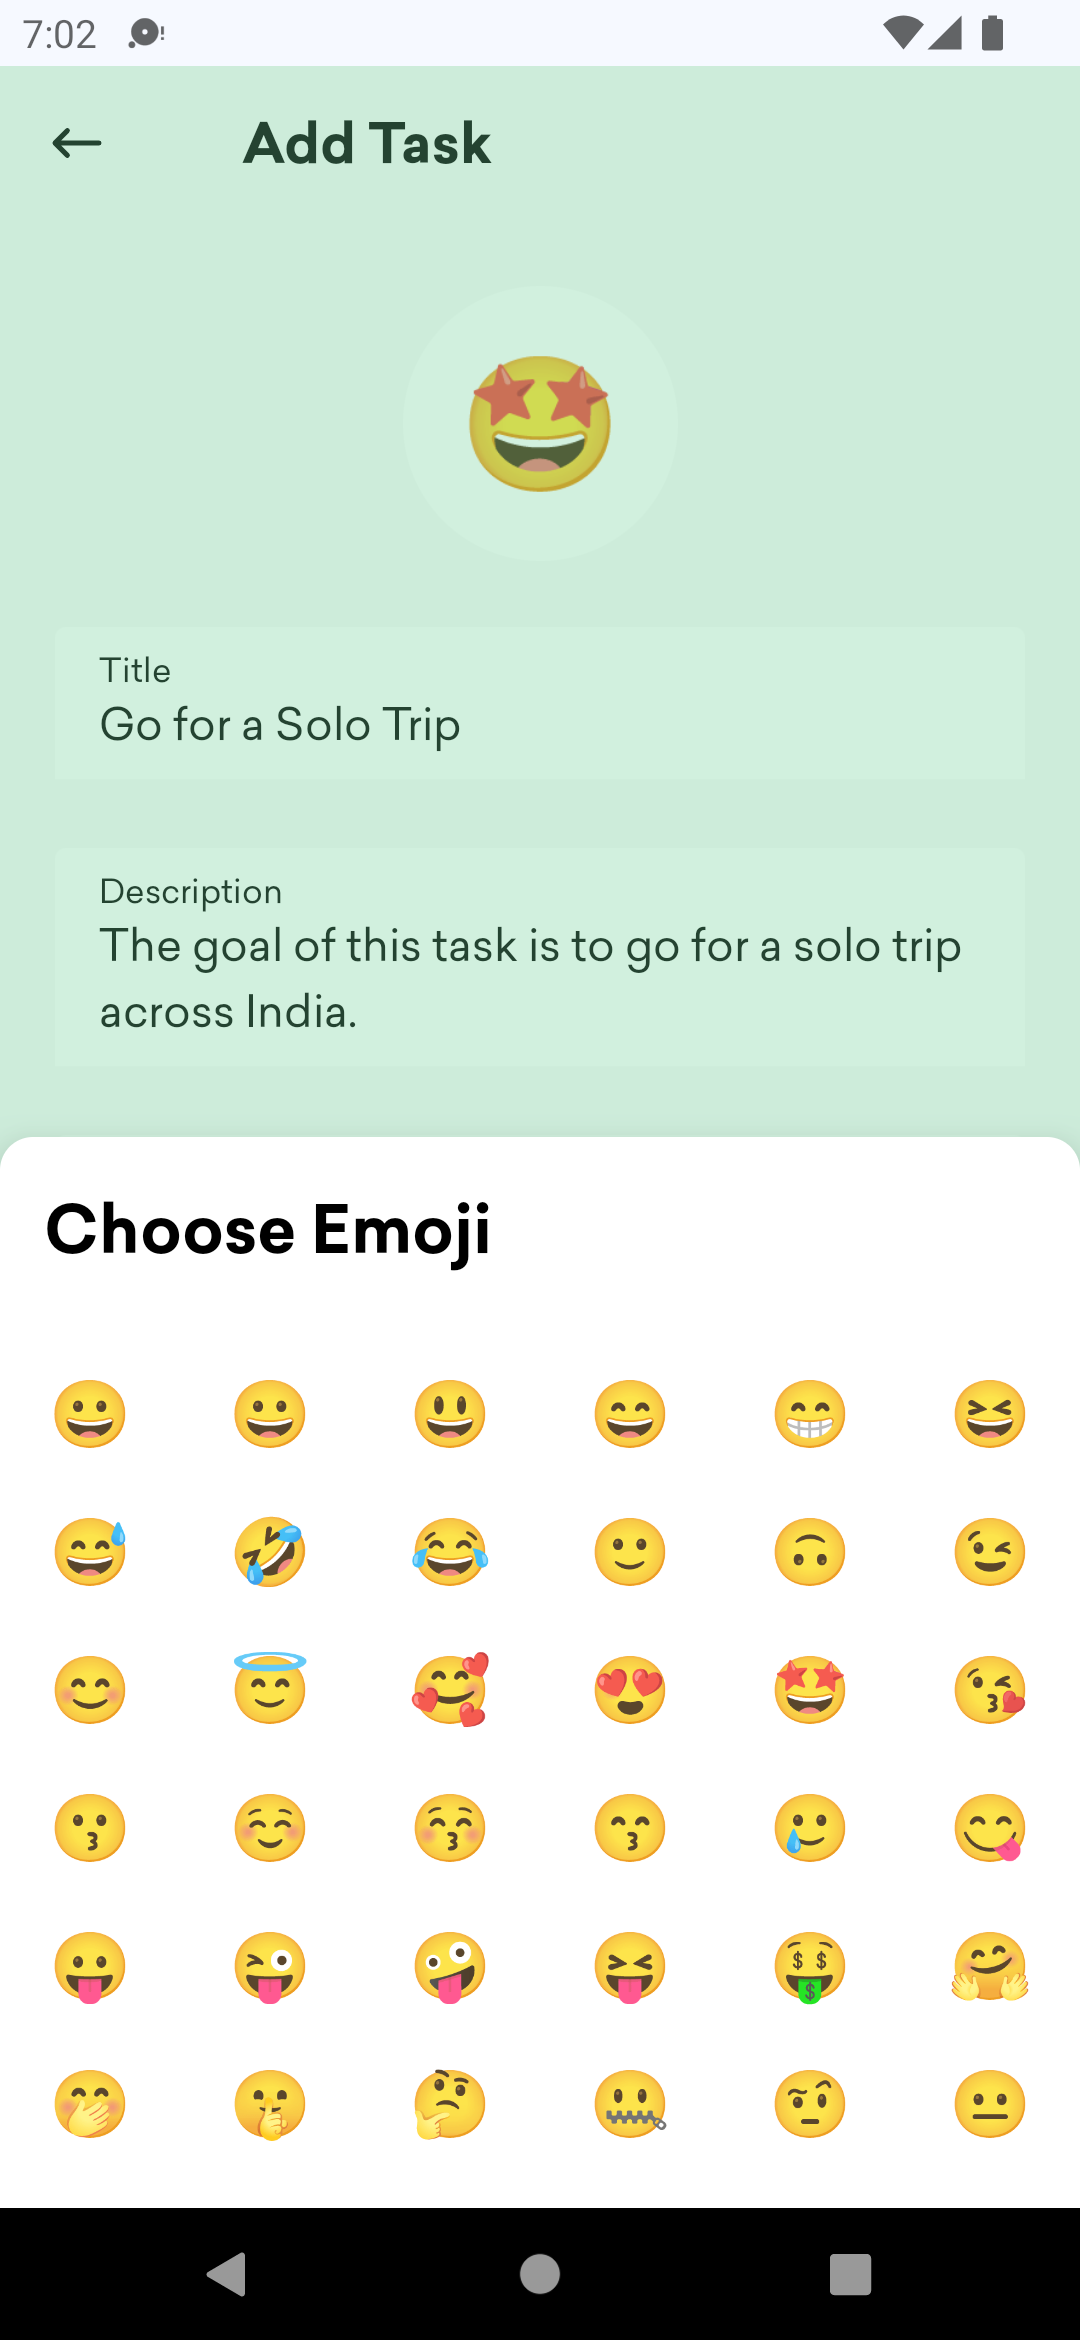 7:02
Add Task
Title
Go for a Solo Trip
Description
The goal of this task is to go for a solo trip
across India.
Choose Emoji